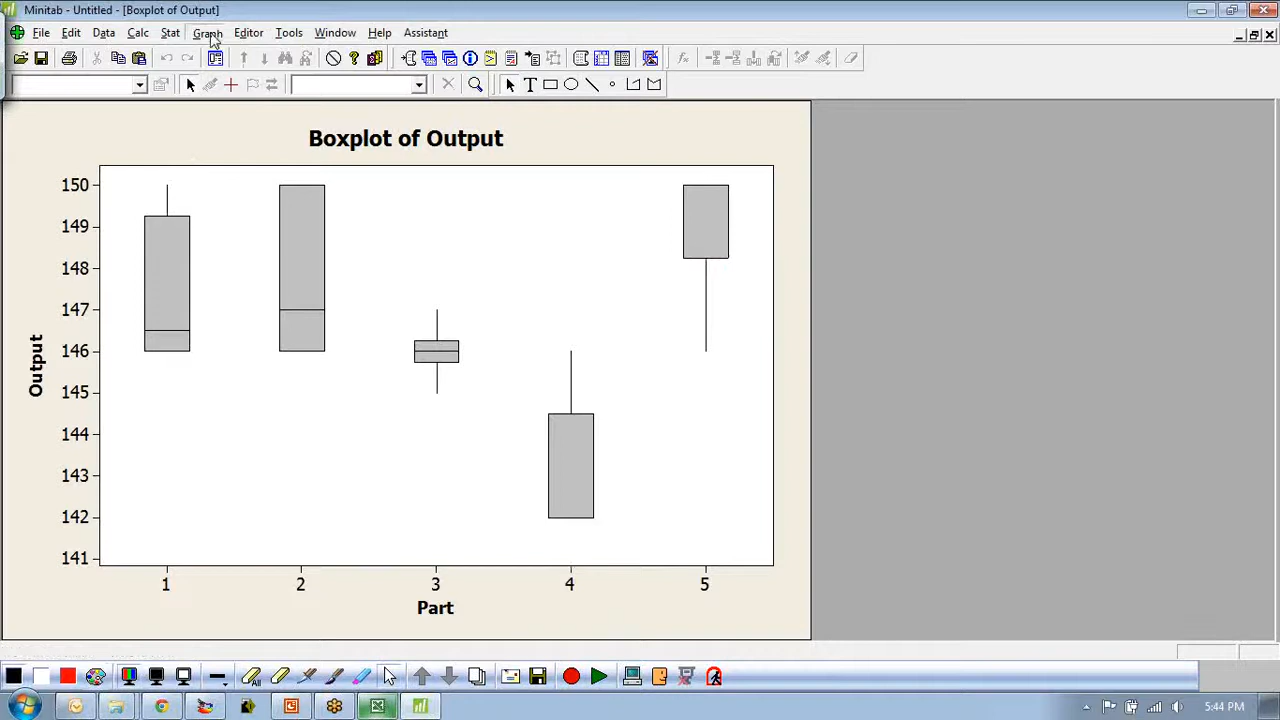 Minitab - Untitled - [Boxplot of Output]
File Edit Data Calc Stat Graph Editor Tools Window Help Assistant
Boxplot of Output
150
149
148
147
146
145
144
143
142
141
Output
1 2 3 4 5
Part
5:44 PM